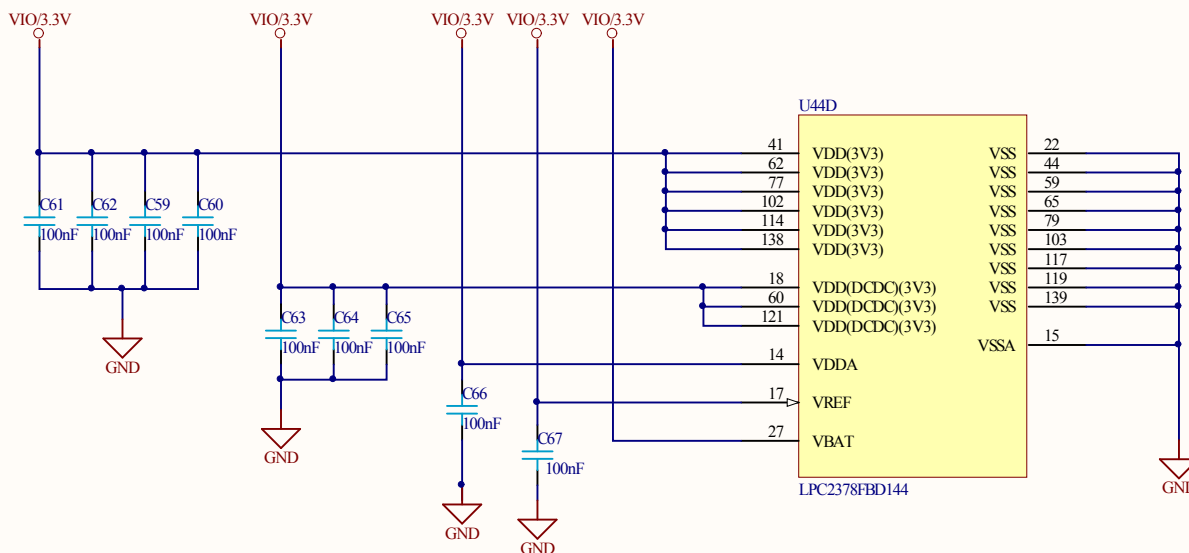 VIO/3.3V VIO/3.3V VIO/3.3V VIO/3.3V VIO/3.3V
U44D
41 VDD(3V3) VSS 22
62 VDD(3V3) VSS 44
77 VDD(3V3) VSS 59
102 VDD(3V3) VSS 65
114 VDD(3V3) VSS 79
138 VDD(3V3) VSS 103
VSS 117
18 VDD(DCDC)(3V3) VSS 119
60 VDD(DCDC)(3V3) VSS 139
121 VDD(DCDC)(3V3)
VSSA 15
14 VDDA
17 VREF
27 VBAT
LPC2378FBD144
C61 C62 C59 C60
100nF 100nF 100nF 100nF
GND
C63 C64 C65
100nF 100nF 100nF
GND
C66
100nF
GND
C67
100nF
GND
GND